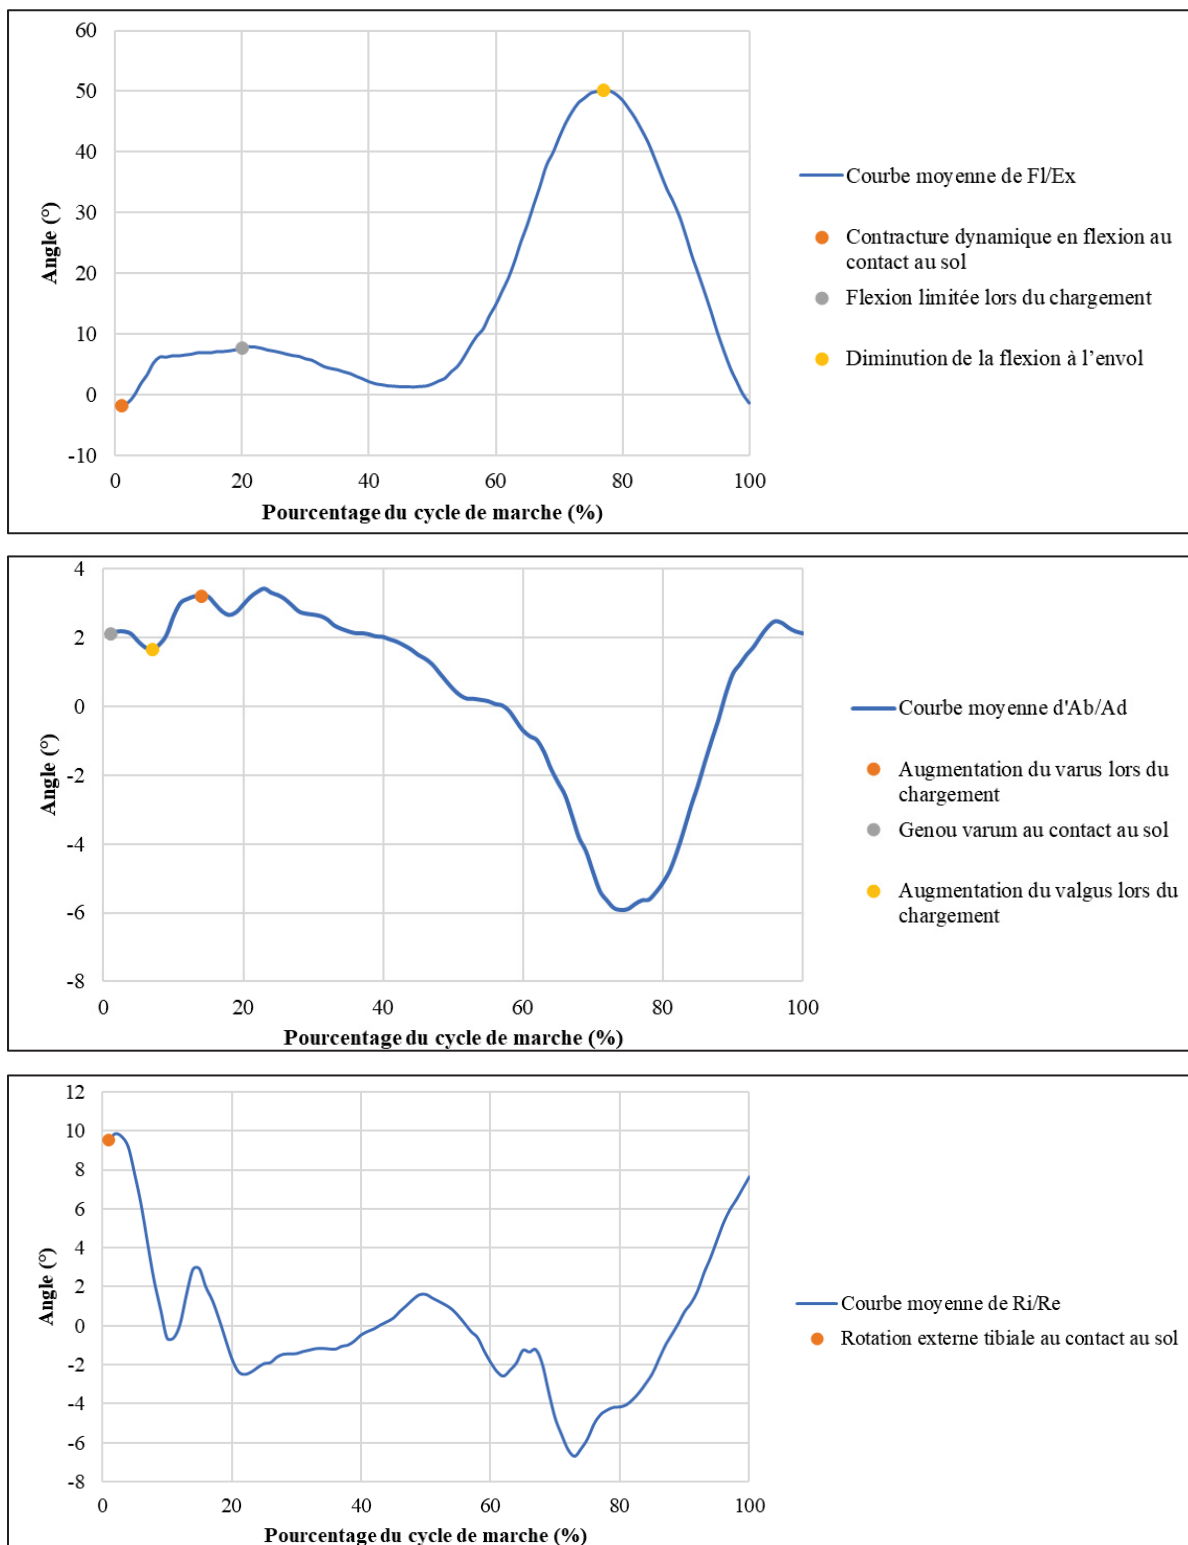 60
50
40
30
20
10
0
-10
Angle (°)
0 20 40 60 80 100
Pourcentage du cycle de marche (%)
Courbe moyenne de Fl/Ex
Contracture dynamique en flexion au
contact au sol
Flexion limitée lors du chargement
Diminution de la flexion à l’envol
4
2
0
-2
-4
-6
-8
Angle (°)
0 20 40 60 80 100
Pourcentage du cycle de marche (%)
Courbe moyenne d'Ab/Ad
Augmentation du varus lors du
chargement
Genou varum au contact au sol
Augmentation du valgus lors du
chargement
12
10
8
6
4
2
0
-2
-4
-6
-8
Angle (°)
0 20 40 60 80 100
Pourcentage du cycle de marche (%)
Courbe moyenne de Ri/Re
Rotation externe tibiale au contact au sol